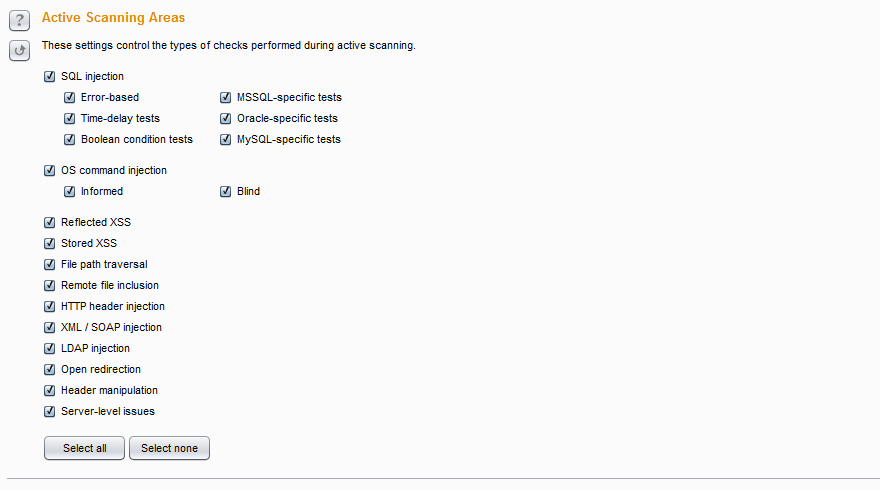 ?
Active Scanning Areas
These settings control the types of checks performed during active scanning.
SQL injection
Error-based MSSQL-specific tests
Time-delay tests Oracle-specific tests
Boolean condition tests MySQL-specific tests
OS command injection
Informed Blind
Reflected XSS
Stored XSS
File path traversal
Remote file inclusion
HTTP header injection
XML / SOAP injection
LDAP injection
Open redirection
Header manipulation
Server-level issues
Select all Select none